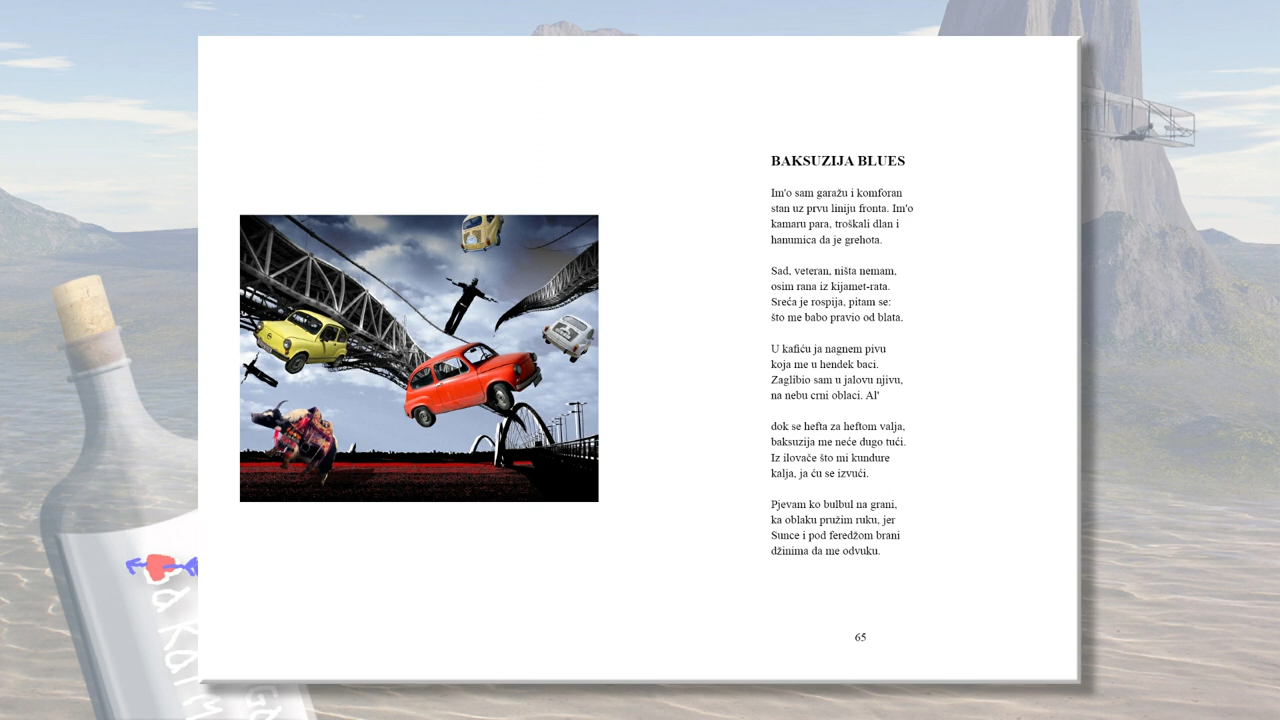 BAKSUZIJA BLUES
Im'o sam garažu i komforan
stan uz prvu liniju fronta. Im'o
kamaru para, troškali dlan i
hanumica da je grehota.
Sad, veteran, ništa nemam,
osim rana iz kijamet-rata.
Sreća je rospija, pitam se:
što me babo pravio od blata.
U kafiću ja nagnem pivu
koja me u hendek baci.
Zaglibio sam u jalovu njivu,
na nebu crni oblaci. Al'
dok se hefta za heftom valja,
baksuzija me neće dugo tući.
Iz ilovače što mi kundure
kalja, ja ću se izvući.
Pjevam ko bulbul na grani,
ka oblaku pružim ruku, jer
Sunce i pod feredžom brani
džinima da me odvuku.
65